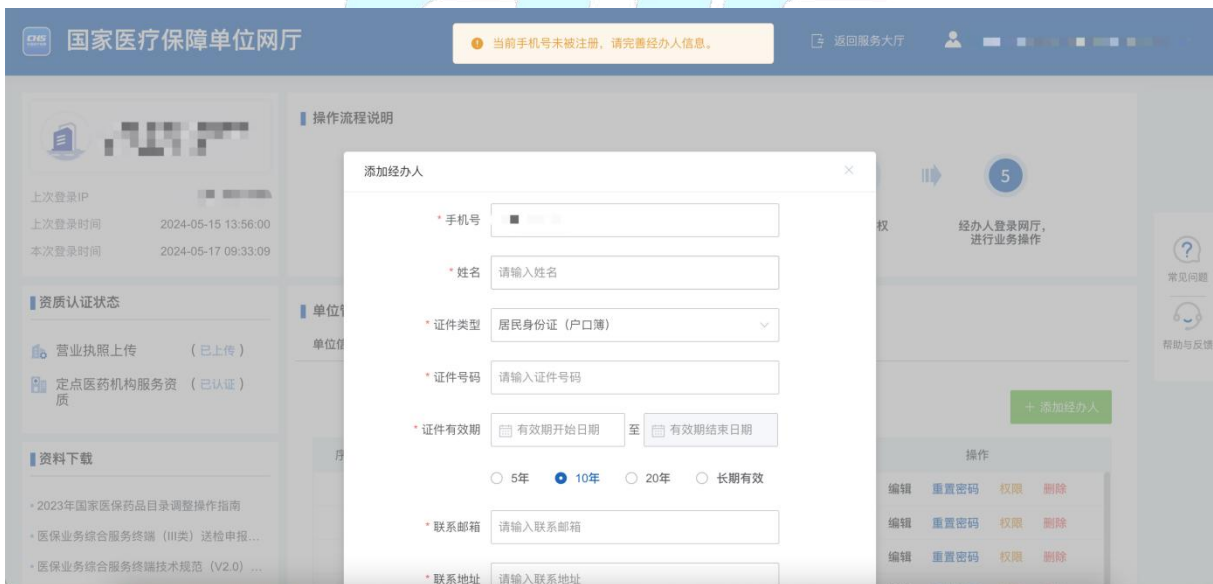 国家医疗保障单位网厅
当前手机号未被注册，请完善经办人信息。
返回服务大厅
上次登录IP
上次登录时间 2024-05-15 13:56:00
本次登录时间 2024-05-17 09:33:09
资质认证状态
营业执照上传 （已上传）
定点医药机构服务资质 （已认证）
资料下载
2023年国家医保药品目录调整操作指南
医保业务综合服务终端（III类）送检申报...
医保业务综合服务终端技术规范（V2.0）...
操作流程说明
5
权
经办人登录网厅，
进行业务操作
单位
单位信
添加经办人
* 手机号
* 姓名 请输入姓名
* 证件类型 居民身份证（户口簿）
* 证件号码 请输入证件号码
* 证件有效期 有效期开始日期 至 有效期结束日期
5年 10年 20年 长期有效
* 联系邮箱 请输入联系邮箱
* 联系地址 请输入联系地址
+ 添加经办人
序
操作
编辑 重置密码 权限 删除
编辑 重置密码 权限 删除
编辑 重置密码 权限 删除
常见问题
帮助与反馈